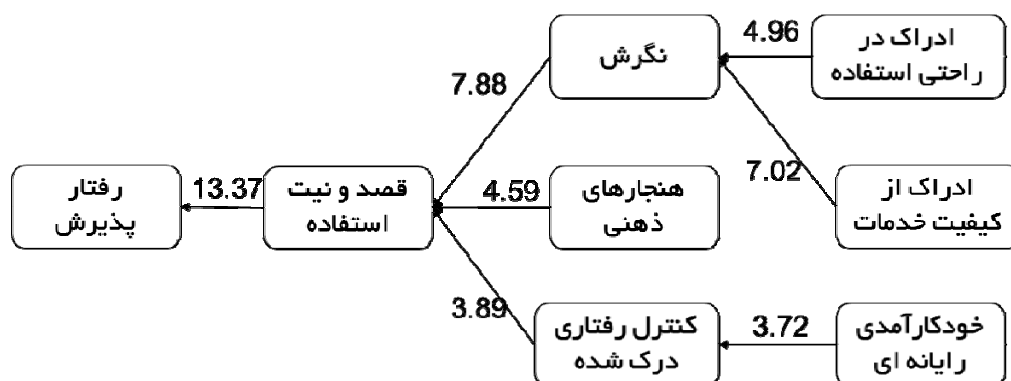 ادراک در
راحتی استفاده
4.96
نگرش
7.88
7.02
ادراک از
کیفیت خدمات
هنجارهای
ذهنی
4.59
قصد و نیت
استفاده
13.37
رفتار
پذیرش
3.89
خودکارآمدی
رایانه ای
3.72
کنترل رفتاری
درک شده